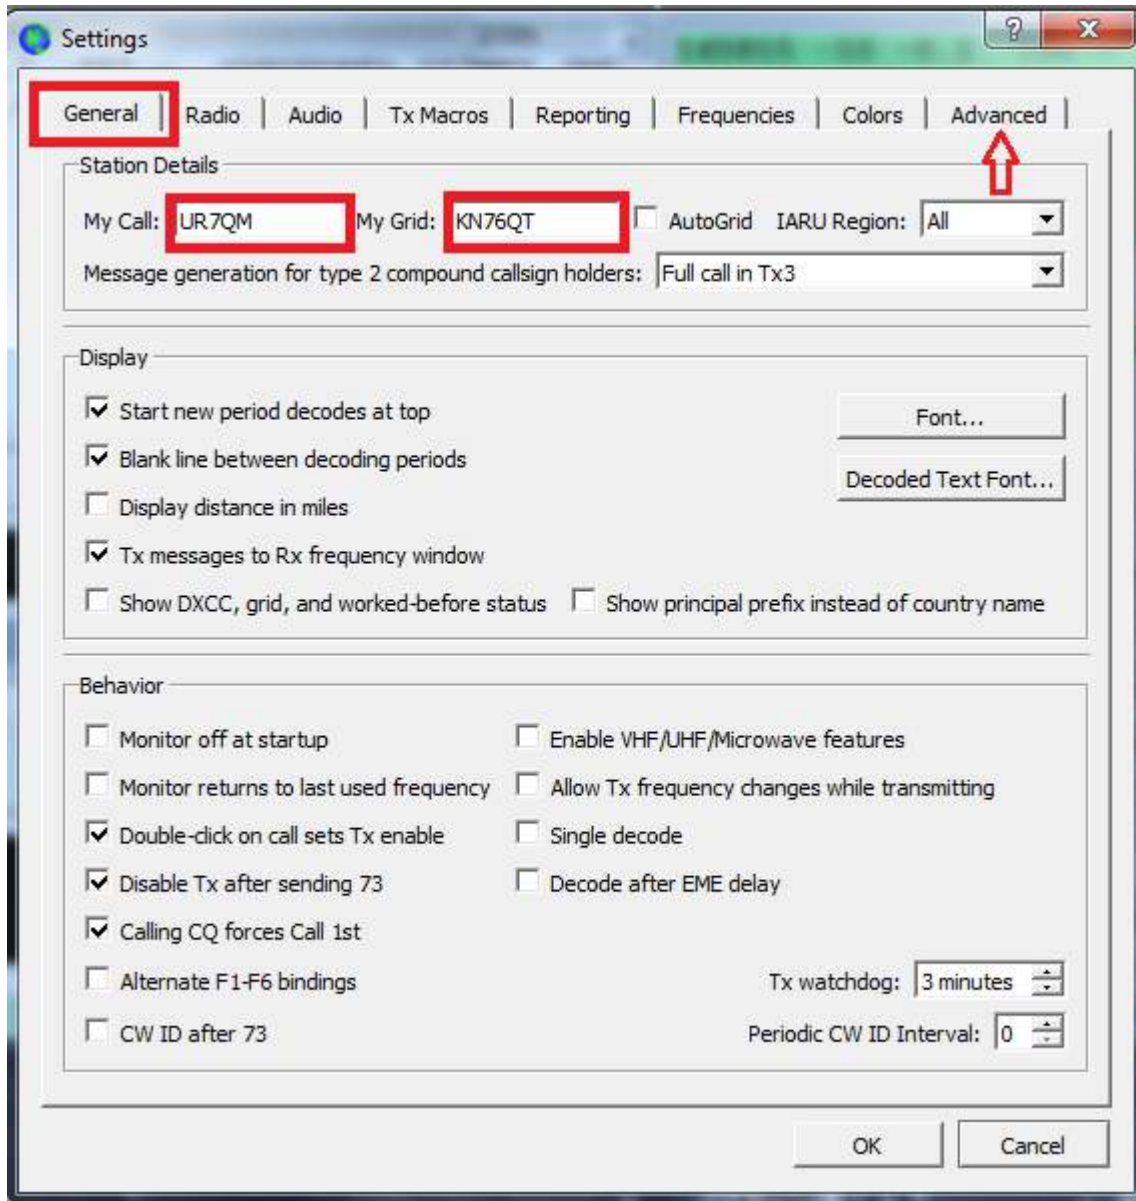 Settings
General Radio Audio Tx Macros Reporting Frequencies Colors Advanced
Station Details
My Call: UR7QM My Grid: KN76QT AutoGrid IARU Region: All
Message generation for type 2 compound callsign holders: Full call in Tx3
Display
Start new period decodes at top
Font...
Blank line between decoding periods
Decoded Text Font...
Display distance in miles
Tx messages to Rx frequency window
Show DXCC, grid, and worked-before status Show principal prefix instead of country name
Behavior
Monitor off at startup Enable VHF/UHF/Microwave features
Monitor returns to last used frequency Allow Tx frequency changes while transmitting
Double-click on call sets Tx enable Single decode
Disable Tx after sending 73 Decode after EME delay
Calling CQ forces Call 1st
Alternate F1-F6 bindings Tx watchdog: 3 minutes
CW ID after 73 Periodic CW ID Interval: 0
OK Cancel